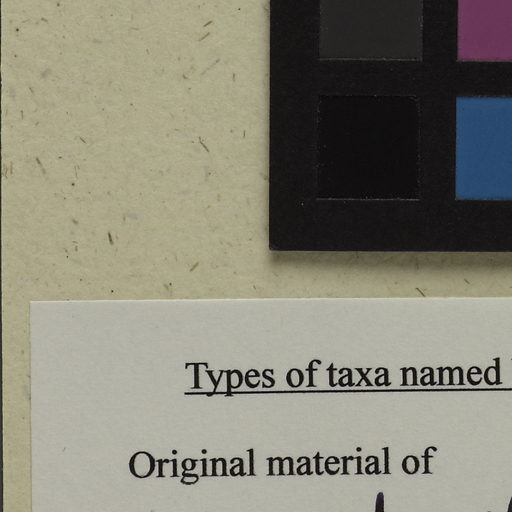 Types of taxa named
Original material of